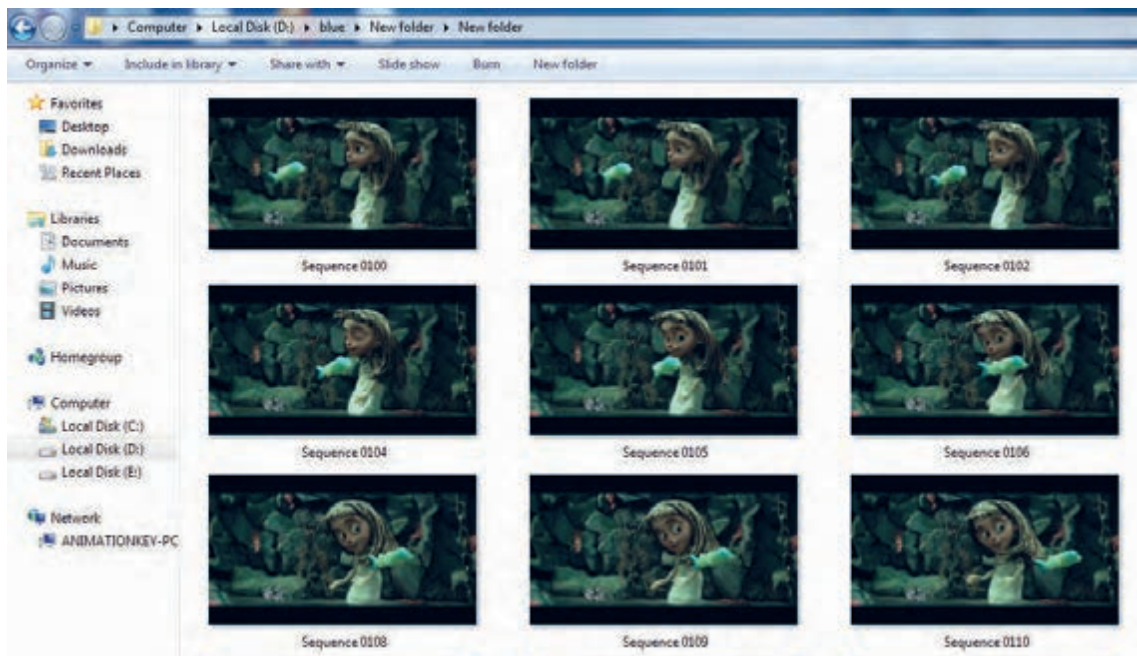 Computer ▸ Local Disk (D:) ▸ blue ▸ New folder ▸ New folder
Organize Include in library Share with Slide show Burn New folder
Favorites
Desktop
Downloads
Recent Places
Libraries
Documents
Music
Pictures
Videos
Homegroup
Computer
Local Disk (C:)
Local Disk (D:)
Local Disk (E:)
Network
ANIMATIONKEY-PC
Sequence 0100 Sequence 0101 Sequence 0102
Sequence 0104 Sequence 0105 Sequence 0106
Sequence 0108 Sequence 0109 Sequence 0110